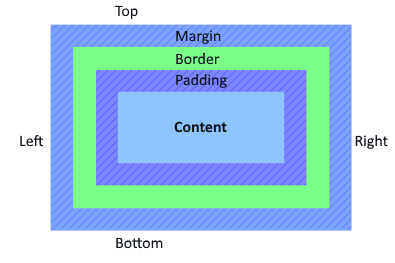 Top
Margin
Border
Padding
Content
Left
Right
Bottom